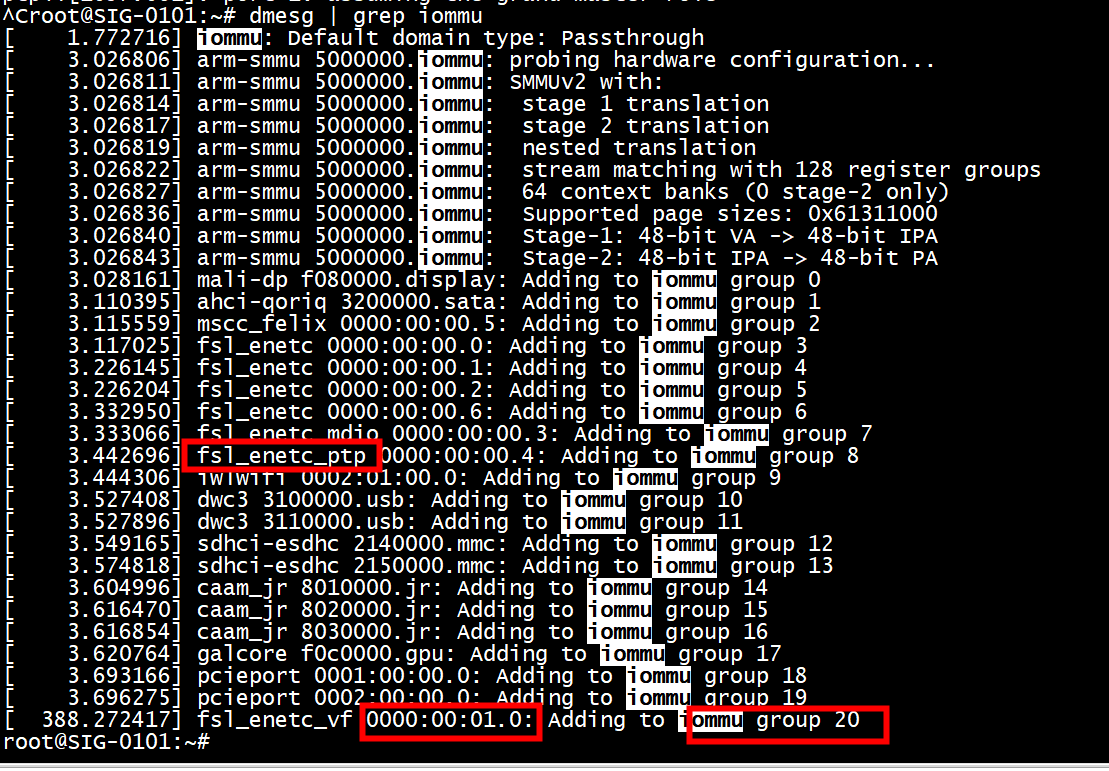 ^Croot@SIG-0101:~# dmesg | grep iommu
[    1.772716] iommu: Default domain type: Passthrough
[    3.026806] arm-smmu 5000000.iommu: probing hardware configuration...
[    3.026811] arm-smmu 5000000.iommu: SMMUv2 with:
[    3.026814] arm-smmu 5000000.iommu:  stage 1 translation
[    3.026817] arm-smmu 5000000.iommu:  stage 2 translation
[    3.026819] arm-smmu 5000000.iommu:  nested translation
[    3.026822] arm-smmu 5000000.iommu:  stream matching with 128 register groups
[    3.026827] arm-smmu 5000000.iommu:  64 context banks (0 stage-2 only)
[    3.026836] arm-smmu 5000000.iommu:  Supported page sizes: 0x61311000
[    3.026840] arm-smmu 5000000.iommu:  Stage-1: 48-bit VA -> 48-bit IPA
[    3.026843] arm-smmu 5000000.iommu:  Stage-2: 48-bit IPA -> 48-bit PA
[    3.028161] mali-dp f080000.display: Adding to iommu group 0
[    3.110395] ahci-qoriq 3200000.sata: Adding to iommu group 1
[    3.115559] mscc_felix 0000:00:00.5: Adding to iommu group 2
[    3.117025] fsl_enetc 0000:00:00.0: Adding to iommu group 3
[    3.226145] fsl_enetc 0000:00:00.1: Adding to iommu group 4
[    3.226204] fsl_enetc 0000:00:00.2: Adding to iommu group 5
[    3.332950] fsl_enetc 0000:00:00.6: Adding to iommu group 6
[    3.333066] fsl_enetc_mdio 0000:00:00.3: Adding to iommu group 7
[    3.442696] fsl_enetc_ptp 0000:00:00.4: Adding to iommu group 8
[    3.444306] iwlwifi 0002:01:00.0: Adding to iommu group 9
[    3.527408] dwc3 3100000.usb: Adding to iommu group 10
[    3.527896] dwc3 3110000.usb: Adding to iommu group 11
[    3.549165] sdhci-esdhc 2140000.mmc: Adding to iommu group 12
[    3.574818] sdhci-esdhc 2150000.mmc: Adding to iommu group 13
[    3.604996] caam_jr 8010000.jr: Adding to iommu group 14
[    3.616470] caam_jr 8020000.jr: Adding to iommu group 15
[    3.616854] caam_jr 8030000.jr: Adding to iommu group 16
[    3.620764] galcore f0c0000.gpu: Adding to iommu group 17
[    3.693166] pcieport 0001:00:00.0: Adding to iommu group 18
[    3.696275] pcieport 0002:00:00.0: Adding to iommu group 19
[  388.272417] fsl_enetc_vf 0000:00:01.0: Adding to iommu group 20
root@SIG-0101:~#